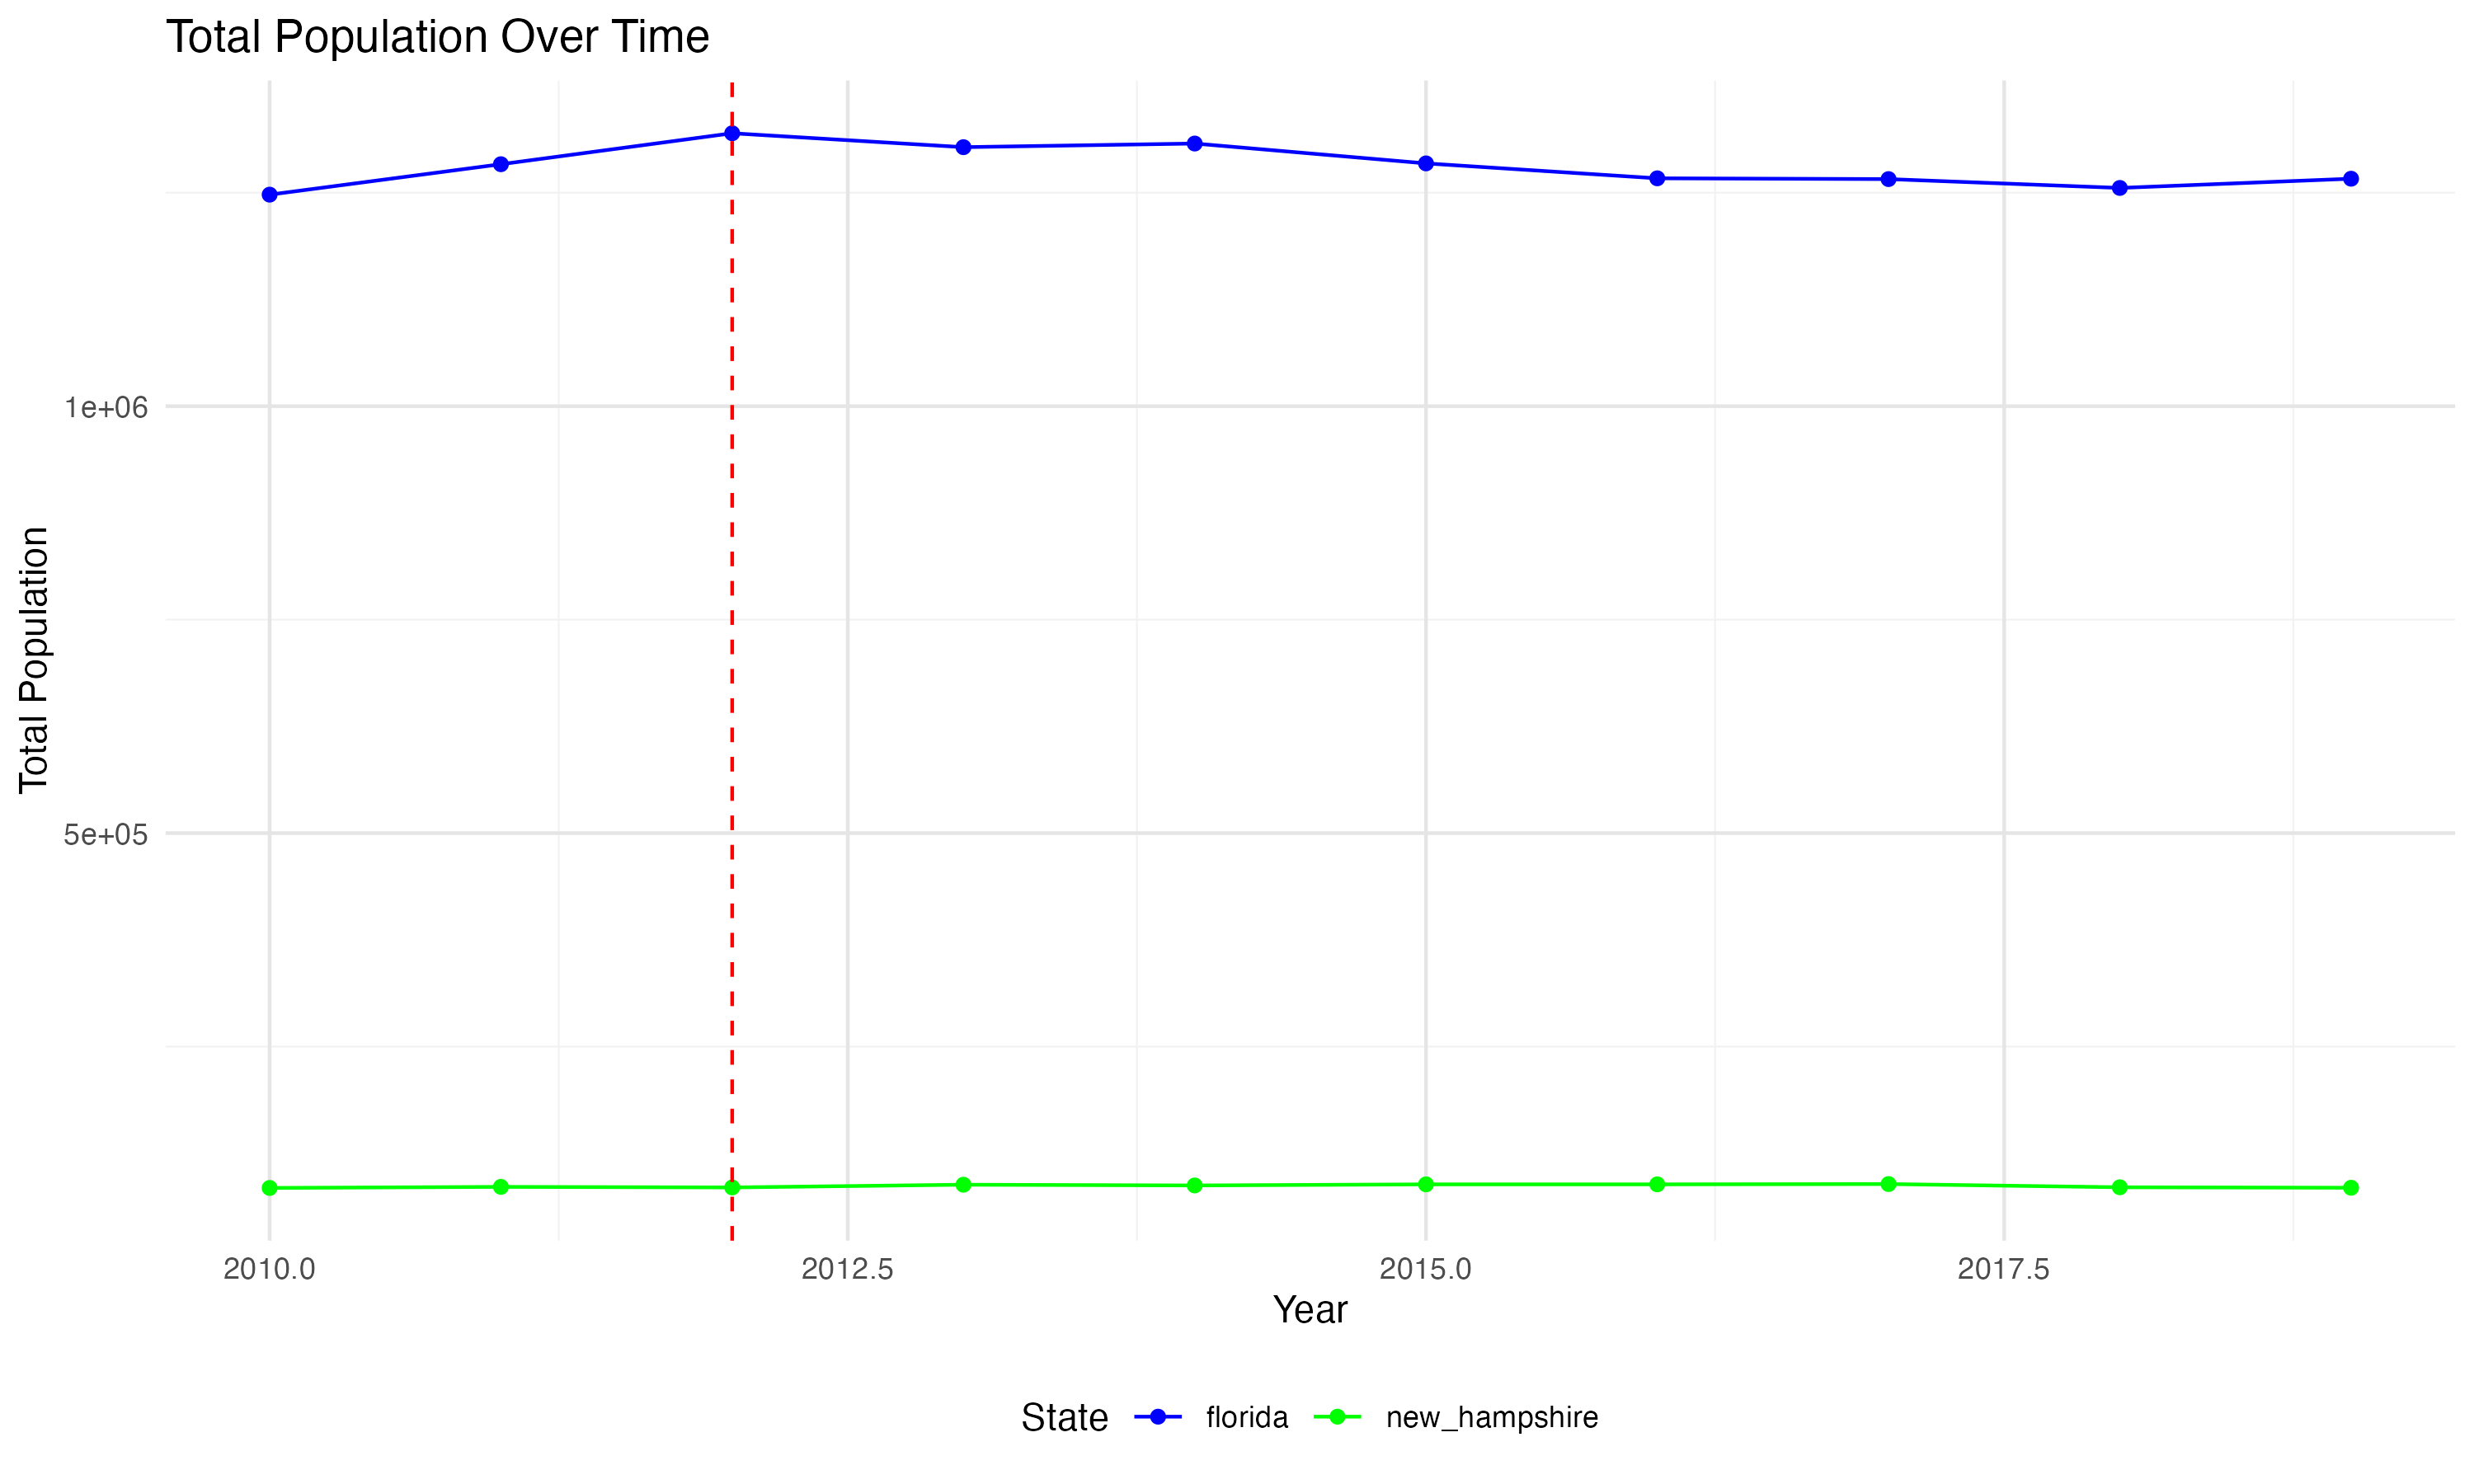 Total Population Over Time
Total Population
1e+06
5e+05
2010.0
2012.5
2015.0
2017.5
Year
State
florida
new_hampshire